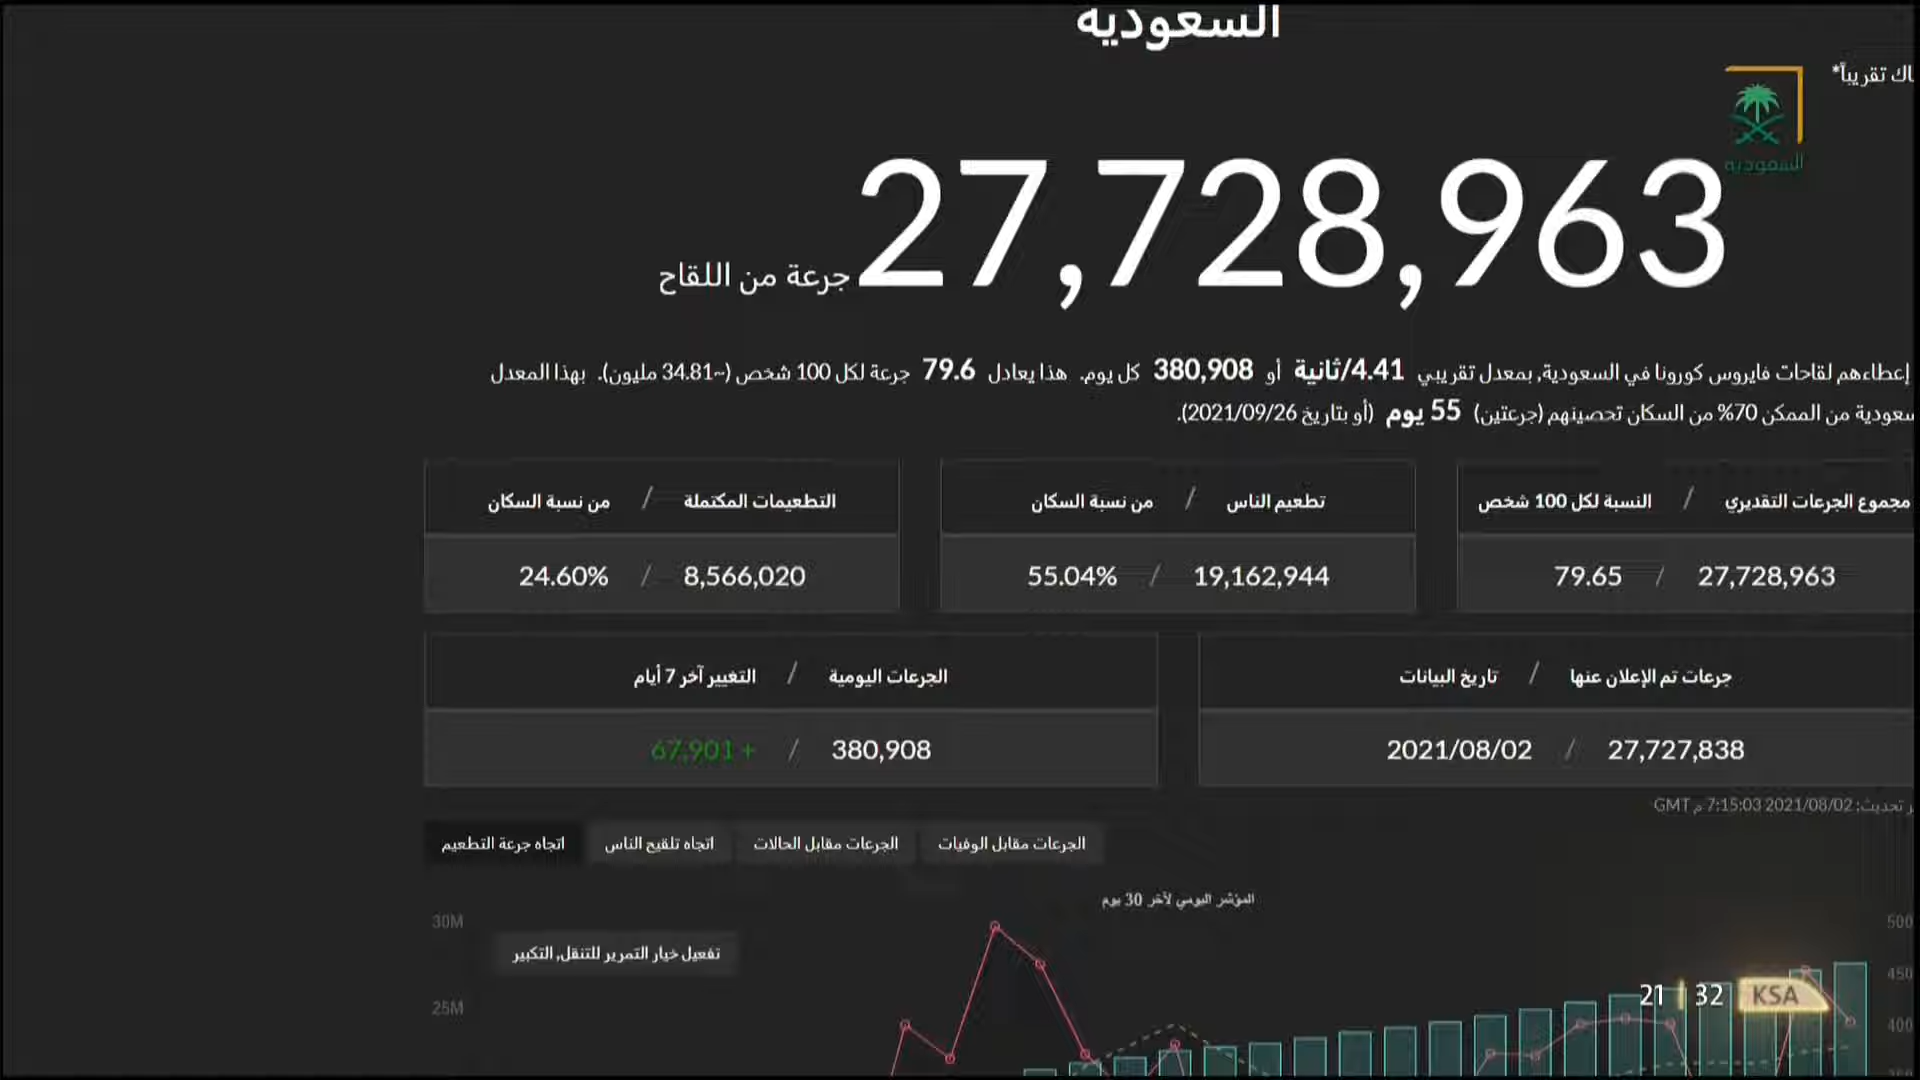 السعودية
ـاك تقريباً*
السعودية
27,728,963 جرعة من اللقاح
إعطاءهم لقاحات فايروس كورونا في السعودية, بمعدل تقريبي 4.41/ثانية أو 380,908 كل يوم. هذا يعادل 79.6 جرعة لكل 100 شخص (~34.81 مليون). بهذا المعدل
سعودية من الممكن 70% من السكان تحصينهم (جرعتين) 55 يوم (أو بتاريخ 2021/09/26).
مجموع الجرعات التقديري / النسبة لكل 100 شخص
27,728,963 / 79.65
تطعيم الناس / من نسبة السكان
19,162,944 / 55.04%
التطعيمات المكتملة / من نسبة السكان
8,566,020 / 24.60%
جرعات تم الإعلان عنها / تاريخ البيانات
27,727,838 / 2021/08/02
الجرعات اليومية / التغيير آخر 7 أيام
380,908 / + 67,901
ـر تحديث: 2021/08/02 7:15:03 م GMT
الجرعات مقابل الوفيات
الجرعات مقابل الحالات
اتجاه تلقيح الناس
اتجاه جرعة التطعيم
المؤشر اليومي لآخر 30 يوم
تفعيل خيار التمرير للتنقل, التكبير
30M
25M
500
450
400
21 32 KSA